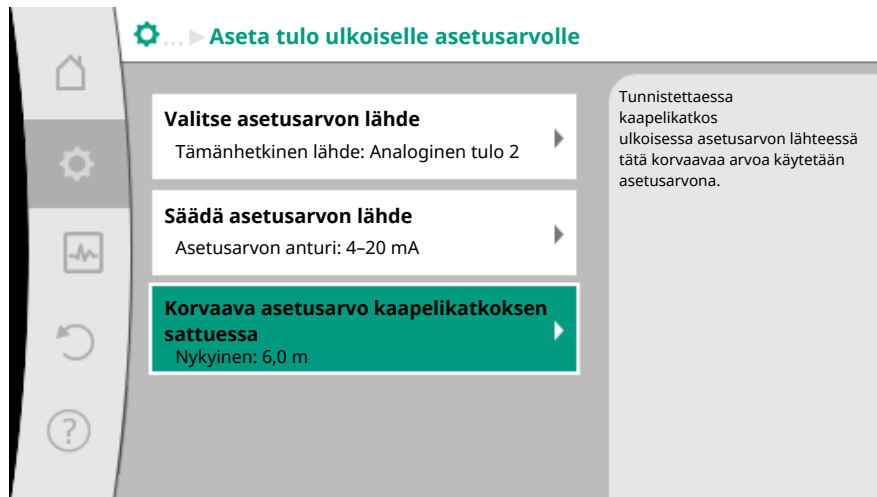 ... Aseta tulo ulkoiselle asetusarvolle
Valitse asetusarvon lähde
Tämänhetkinen lähde: Analoginen tulo 2
Säädä asetusarvon lähde
Asetusarvon anturi: 4–20 mA
Korvaava asetusarvo kaapelikatkoksen
sattuessa
Nykyinen: 6,0 m
Tunnistettaessa
kaapelikatkos
ulkoisessa asetusarvon lähteessä
tätä korvaavaa arvoa käytetään
asetusarvona.
?